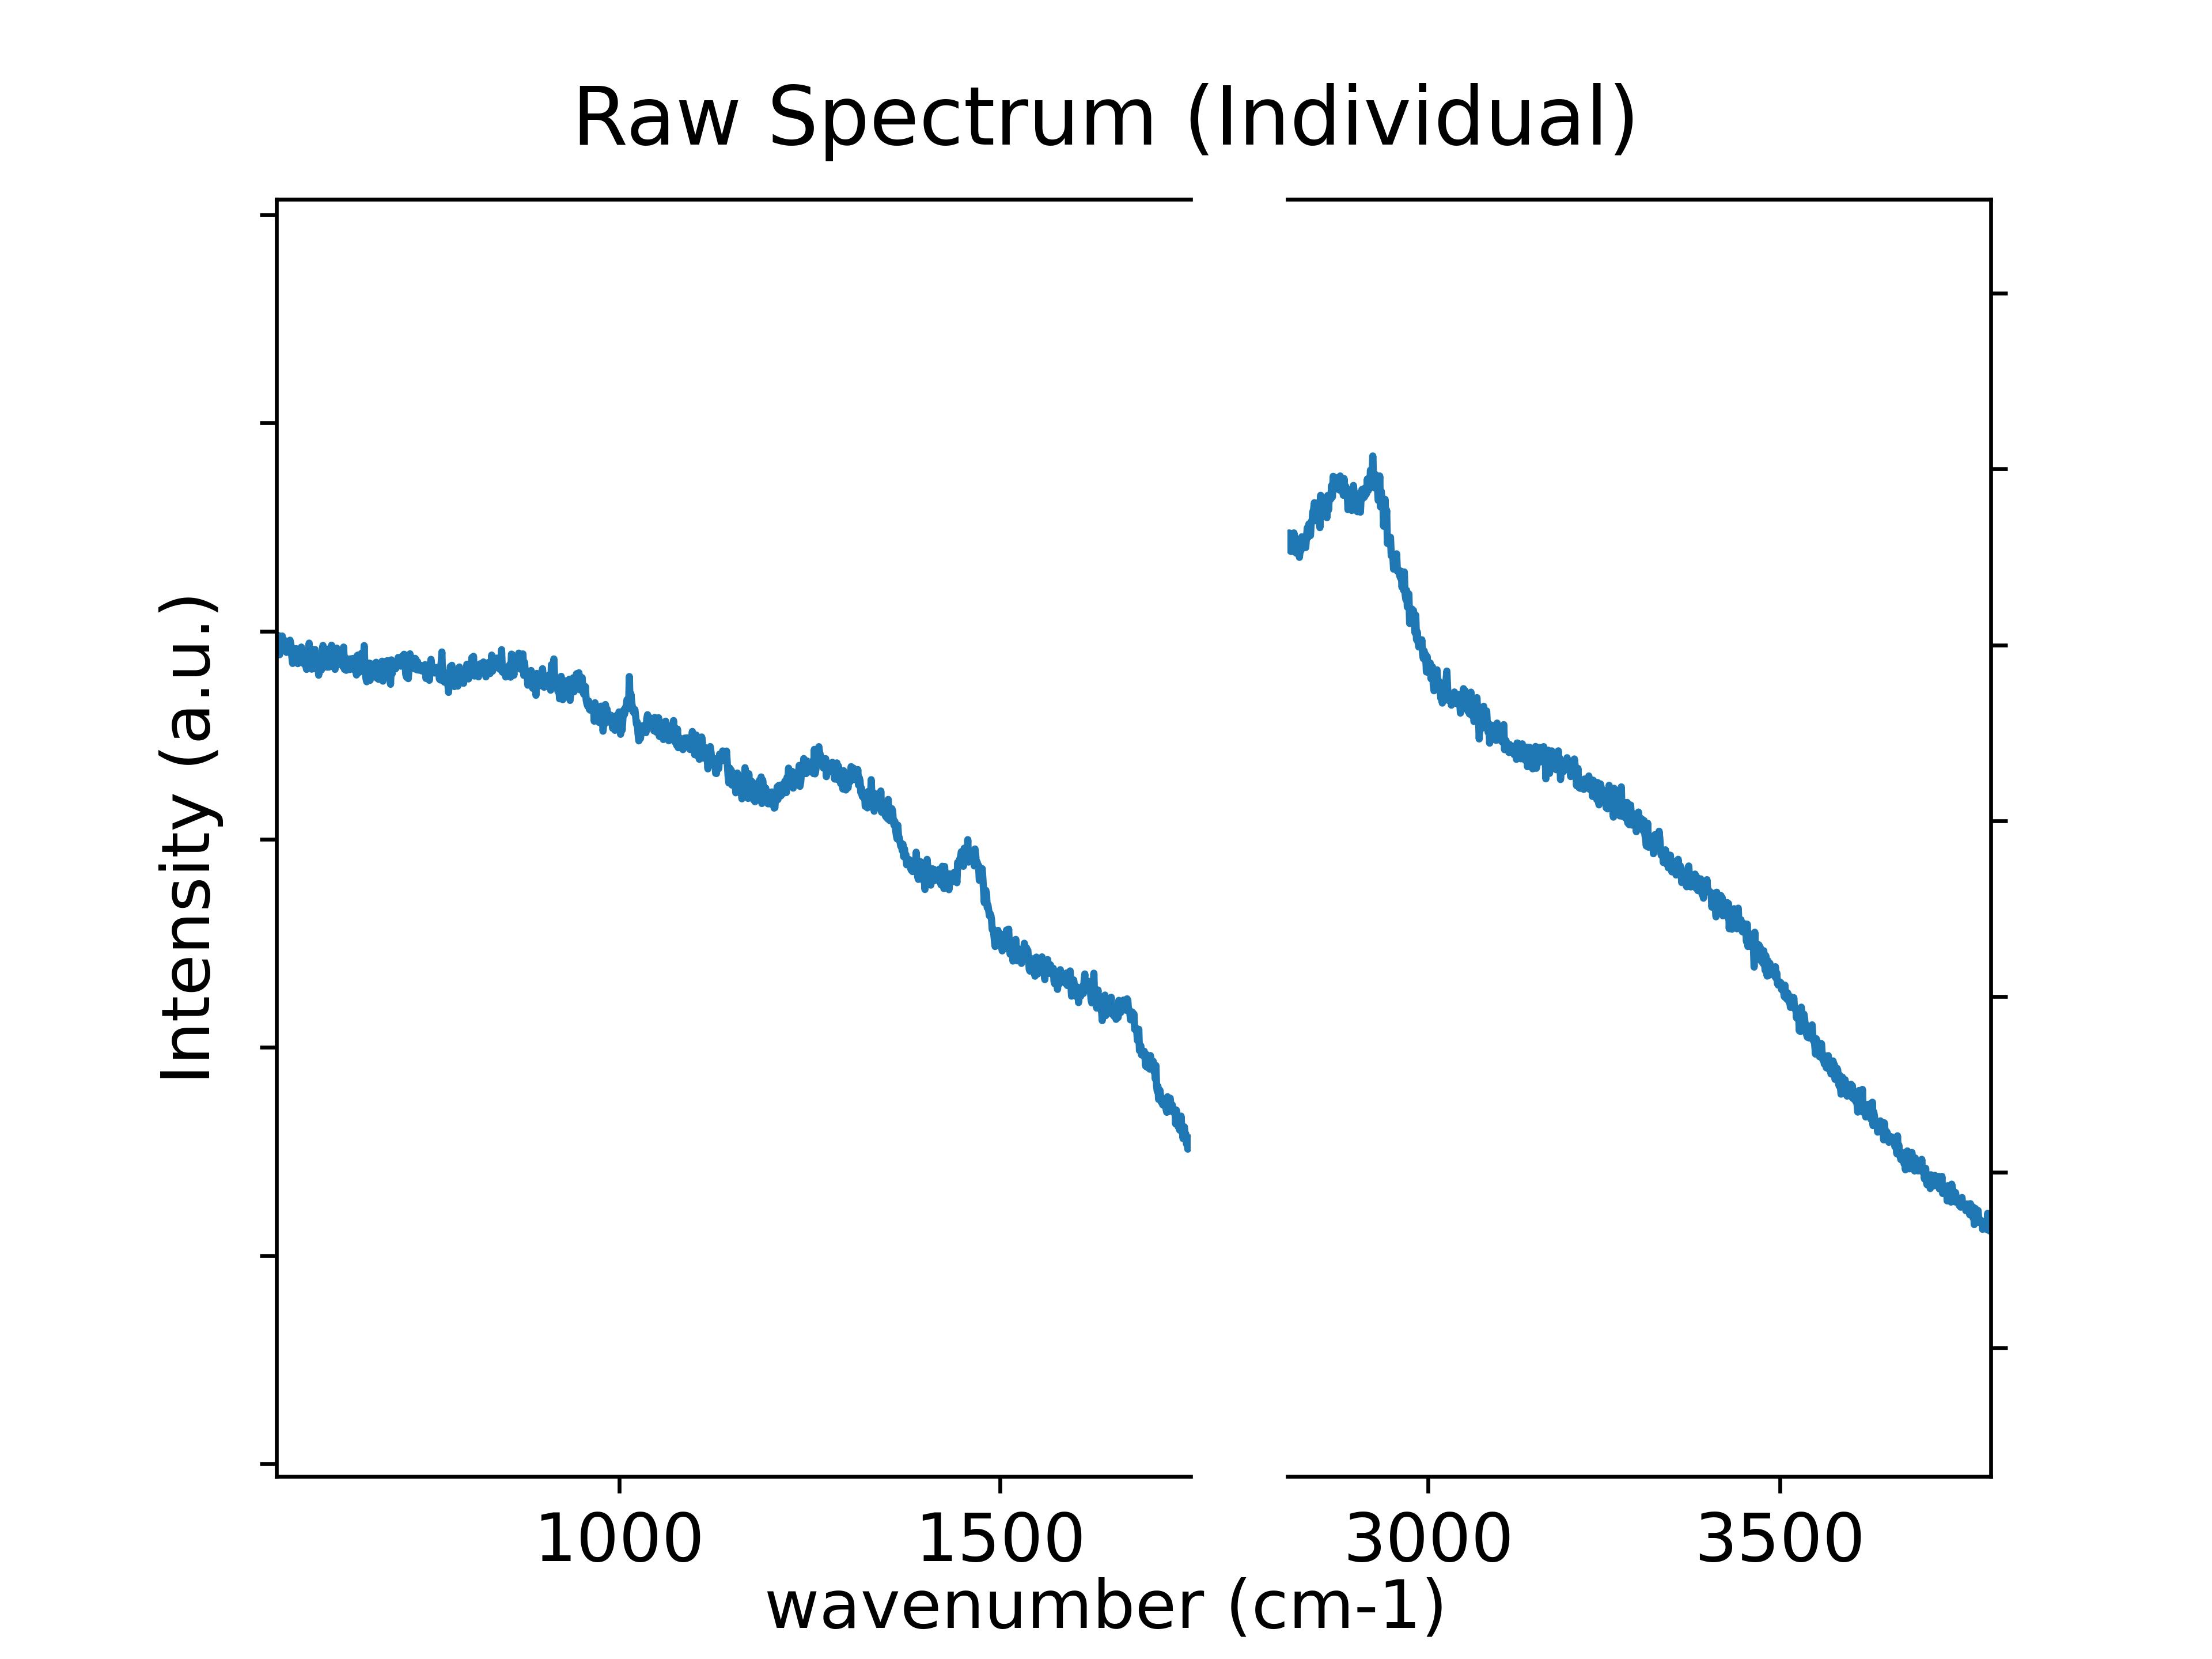 Raw Spectrum (Individual)
Intensity (a.u.)
1000 1500 3000 3500
wavenumber (cm-1)